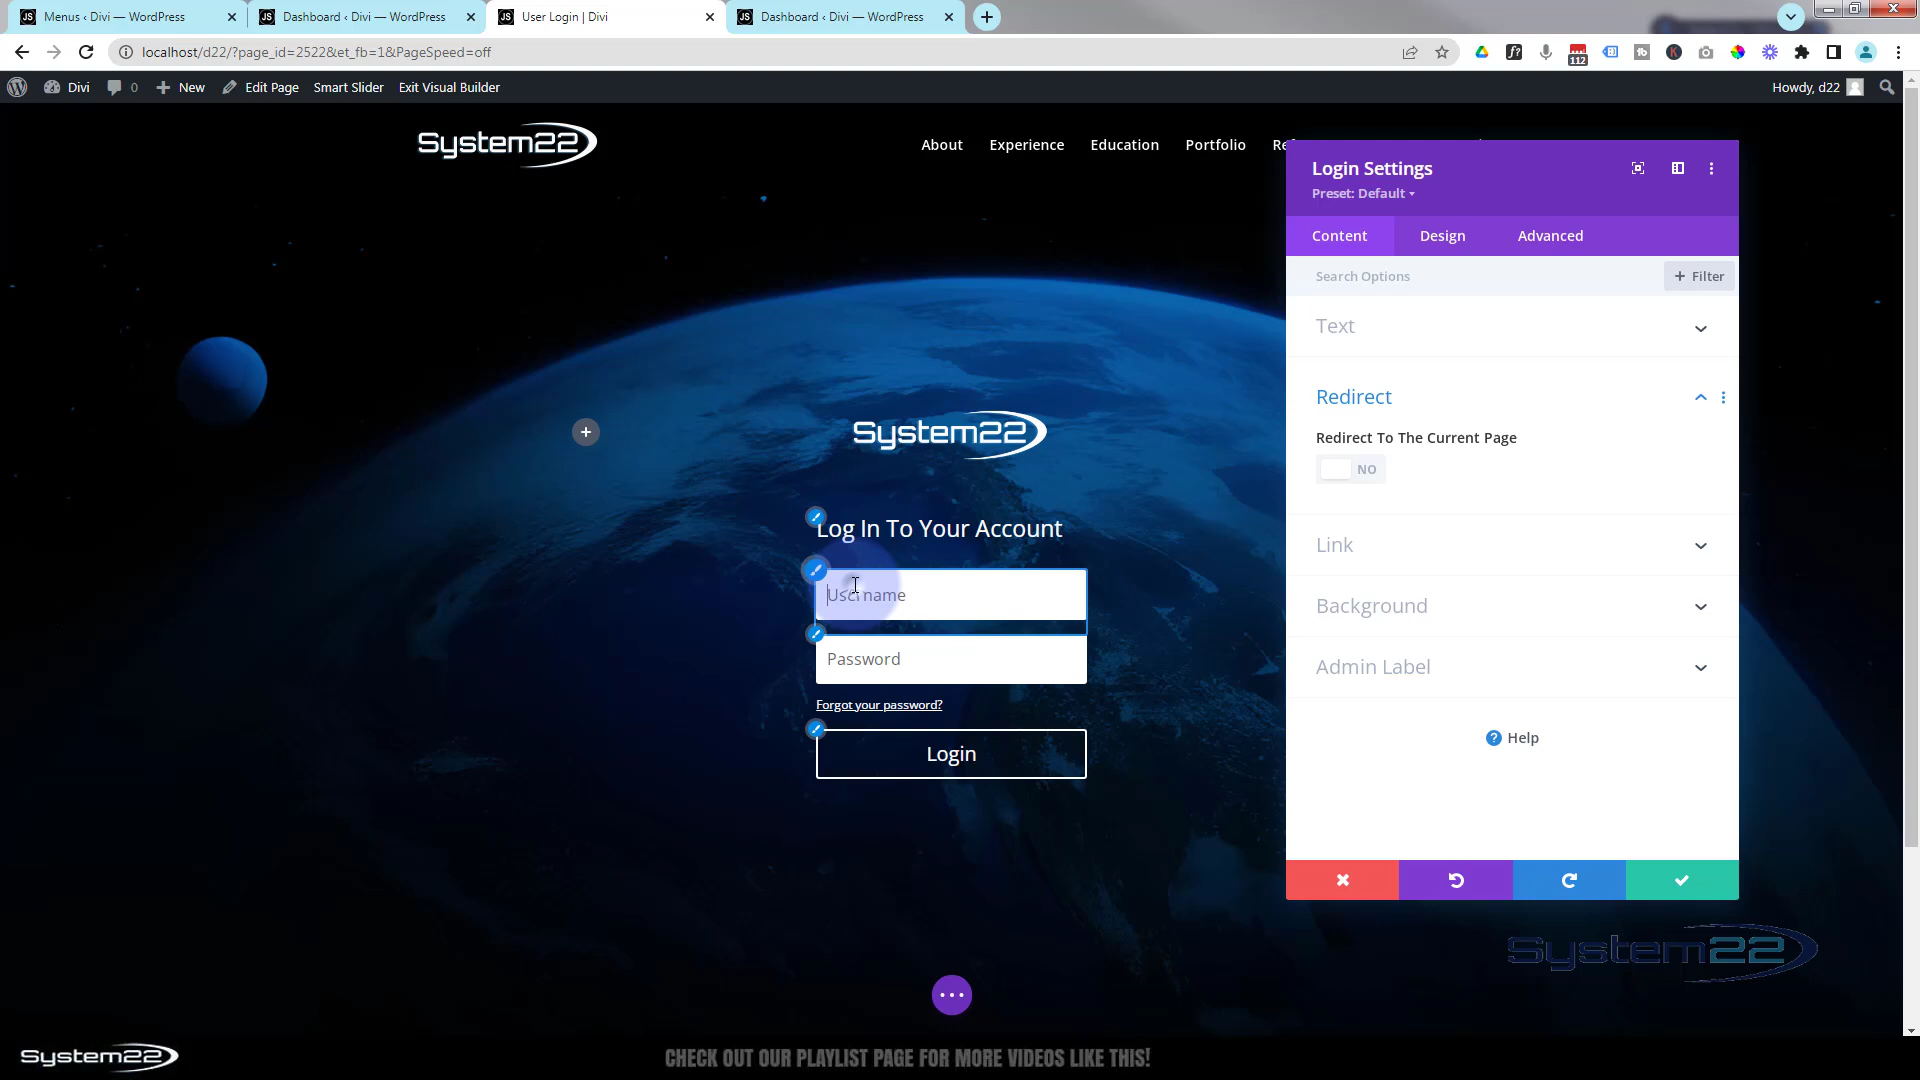 Menus ‹ Divi — WordPress
Dashboard ‹ Divi — WordPress
User Login | Divi
Dashboard ‹ Divi — WordPress
localhost/d22/?page_id=2522&et_fb=1&PageSpeed=off
112
Divi
0
New
Edit Page
Smart Slider
Exit Visual Builder
Howdy, d22
System22
About
Experience
Education
Portfolio
Login Settings
Preset: Default
Content
Design
Advanced
Search Options
+ Filter
Text
Redirect
Redirect To The Current Page
NO
Link
Background
Admin Label
Help
System22
Log In To Your Account
Username
Password
Forgot your password?
Login
System22
System22
CHECK OUT OUR PLAYLIST PAGE FOR MORE VIDEOS LIKE THIS!